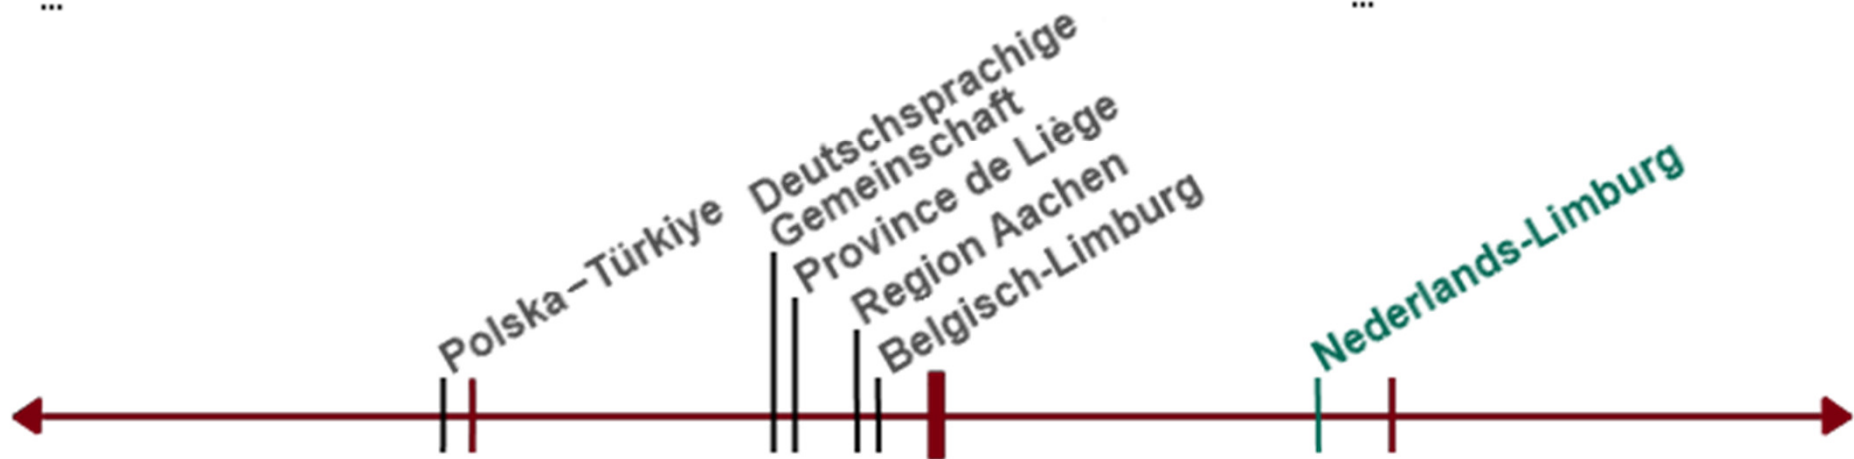 ...
...
Polska–Türkiye
Deutschsprachige
Gemeinschaft
Province de Liège
Region Aachen
Belgisch-Limburg
Nederlands-Limburg